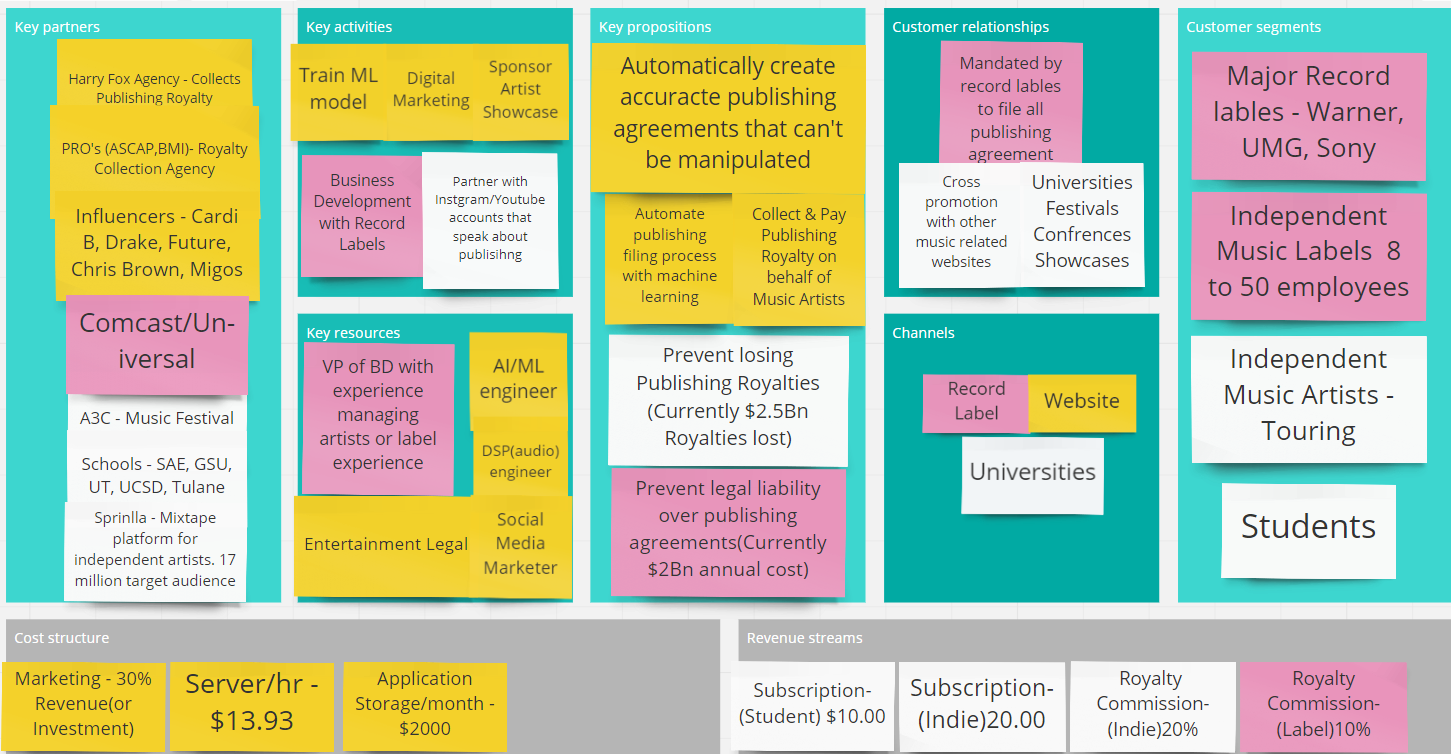 Key partners
Harry Fox Agency - Collects
Publishing Royalty
PRO's (ASCAP,BMI)- Royalty
Collection Agency
Influencers - Cardi
B, Drake, Future,
Chris Brown, Migos
Comcast/Un-
iversal
A3C - Music Festival
Schools - SAE, GSU,
UT, UCSD, Tulane
Sprinlla - Mixtape
platform for
independent artists. 17
million target audience
Key activities
Train ML
model
Digital
Marketing
Sponsor
Artist
Showcase
Business
Development
with Record
Labels
Partner with
Instgram/Youtube
accounts that
speak about
publisihng
Key resources
VP of BD with
experience
managing
artists or label
experience
AI/ML
engineer
DSP(audio)
engineer
Entertainment Legal
Social
Media
Marketer
Key propositions
Automatically create
accuracte publishing
agreements that can't
be manipulated
Automate
publishing
filing process
with machine
learning
Collect & Pay
Publishing
Royalty on
behalf of
Music Artists
Prevent losing
Publishing Royalties
(Currently $2.5Bn
Royalties lost)
Prevent legal liability
over publishing
agreements(Currently
$2Bn annual cost)
Customer relationships
Mandated by
record lables
to file all
publishing
agreement
Cross
promotion
with other
music related
websites
Universities
Festivals
Confrences
Showcases
Channels
Record
Label
Website
Universities
Customer segments
Major Record
lables - Warner,
UMG, Sony
Independent
Music Labels 8
to 50 employees
Independent
Music Artists -
Touring
Students
Cost structure
Marketing - 30%
Revenue(or
Investment)
Server/hr -
$13.93
Application
Storage/month -
$2000
Revenue streams
Subscription-
(Student) $10.00
Subscription-
(Indie)20.00
Royalty
Commission-
(Indie)20%
Royalty
Commission-
(Label)10%